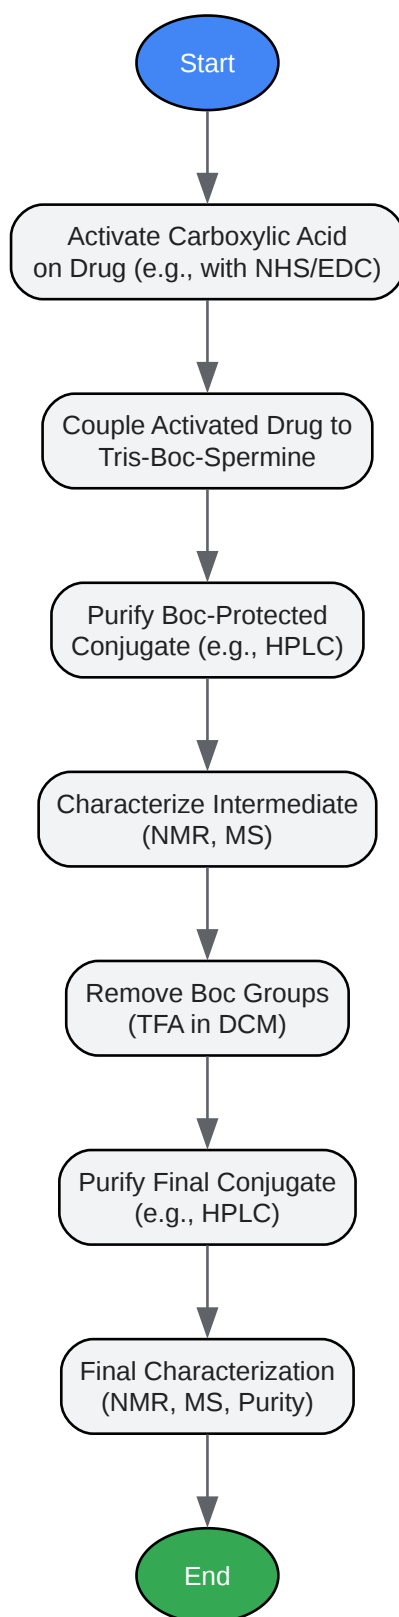 Start
Activate Carboxylic Acid
on Drug (e.g., with NHS/EDC)
Couple Activated Drug to
Tris-Boc-Spermine
Purify Boc-Protected
Conjugate (e.g., HPLC)
Characterize Intermediate
(NMR, MS)
Remove Boc Groups
(TFA in DCM)
Purify Final Conjugate
(e.g., HPLC)
Final Characterization
(NMR, MS, Purity)
End